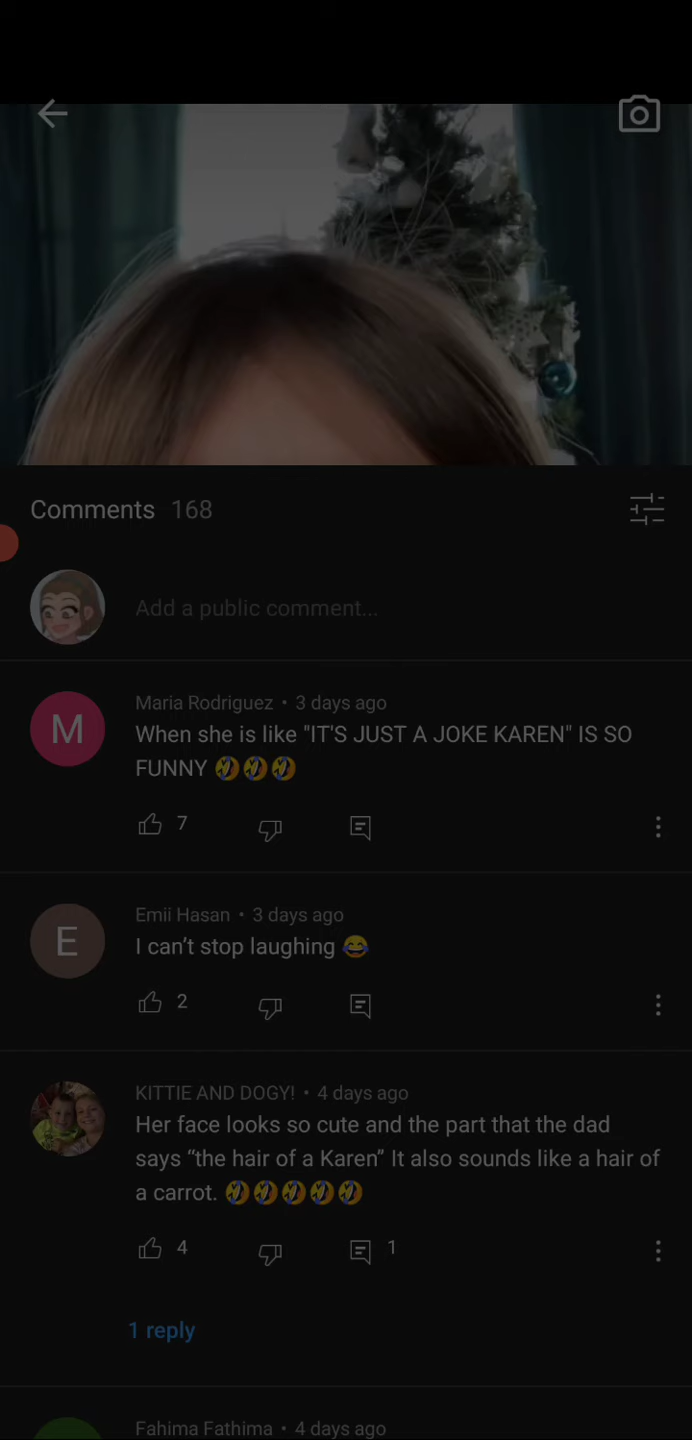 Comments 168
Add a public comment...
M
Maria Rodriguez • 3 days ago
When she is like "IT'S JUST A JOKE KAREN" IS SO
FUNNY 🤣🤣🤣
7
E
Emii Hasan • 3 days ago
I can’t stop laughing 😂
2
KITTIE AND DOGY! • 4 days ago
Her face looks so cute and the part that the dad
says “the hair of a Karen” It also sounds like a hair of
a carrot. 🤣🤣🤣🤣🤣
4 1
1 reply
Fahima Fathima • 4 days ago